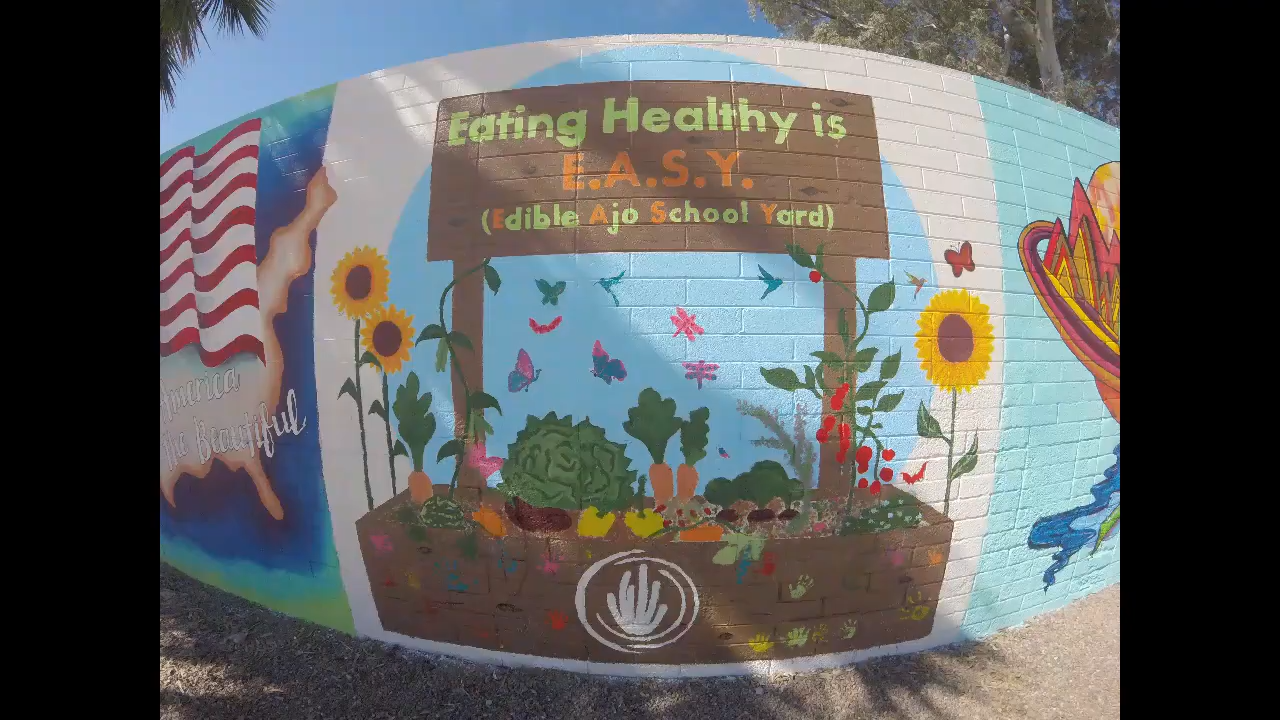 Eating Healthy is
E.A.S.Y.
(Edible Ajo School Yard)
America
The Beautiful